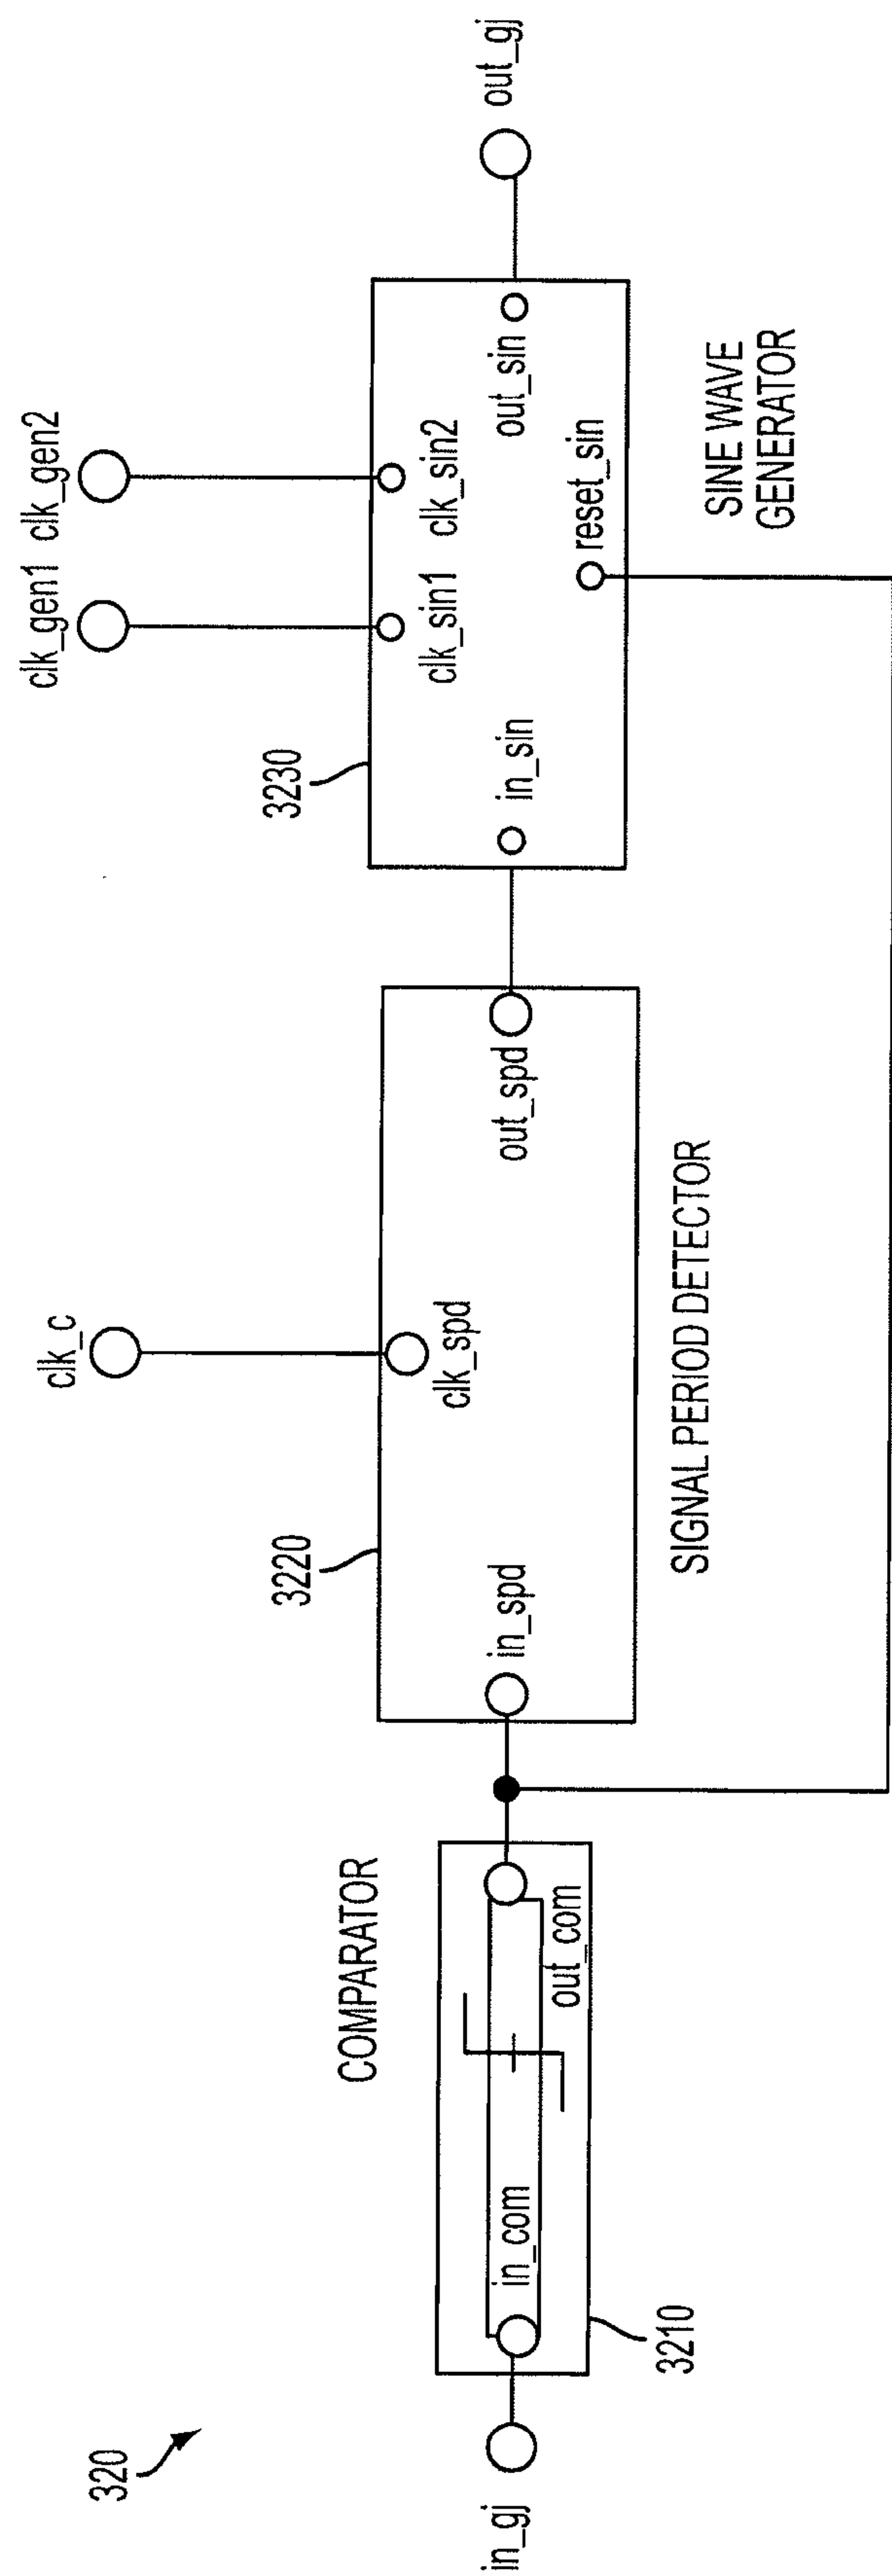 320
in_gj
3210
in_com
out_com
COMPARATOR
3220
in_spd
clk_c
clk_spd
out_spd
SIGNAL PERIOD DETECTOR
3230
in_sin
clk_gen1
clk_gen2
clk_sin1
clk_sin2
reset_sin
out_sin
SINE WAVE
GENERATOR
out_gj